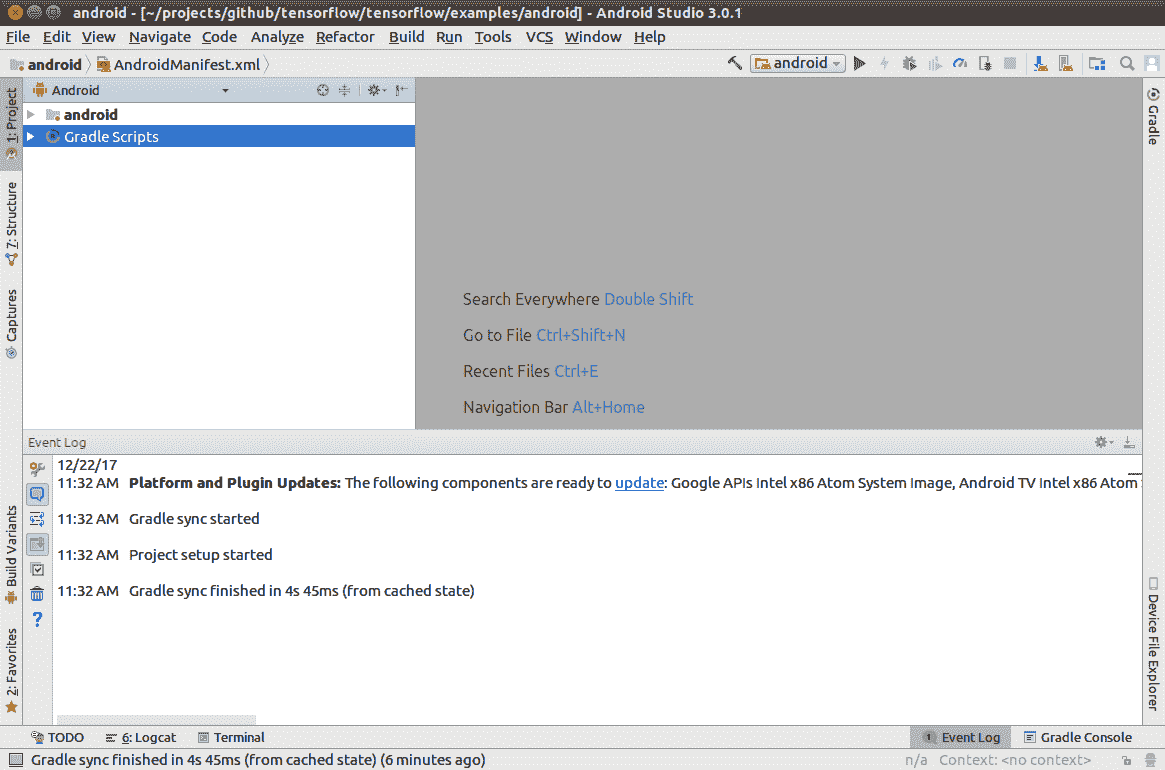 android - [~/projects/github/tensorflow/tensorflow/examples/android] - Android Studio 3.0.1
File Edit View Navigate Code Analyze Refactor Build Run Tools VCS Window Help
android AndroidManifest.xml android
1: Project
7: Structure
Captures
Build Variants
2: Favorites
Android
android
Gradle Scripts
Search Everywhere Double Shift
Go to File Ctrl+Shift+N
Recent Files Ctrl+E
Navigation Bar Alt+Home
Gradle
Device File Explorer
Event Log
12/22/17
11:32 AM Platform and Plugin Updates: The following components are ready to update: Google APIs Intel x86 Atom System Image, Android TV Intel x86 Atom
11:32 AM Gradle sync started
11:32 AM Project setup started
11:32 AM Gradle sync finished in 4s 45ms (from cached state)
?
TODO 6: Logcat Terminal 1 Event Log Gradle Console
Gradle sync finished in 4s 45ms (from cached state) (6 minutes ago) n/a Context: <no context>